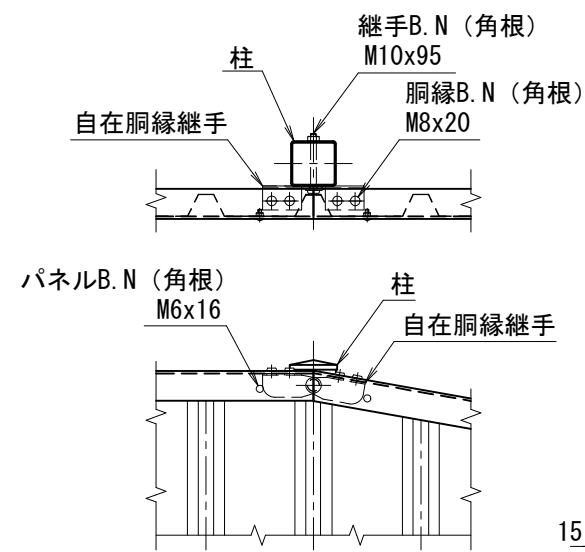 継手B.N（角根）
M10x95
柱
胴縁B.N（角根）
M8x20
自在胴縁継手
パネルB.N（角根）
M6x16
柱
自在胴縁継手
15